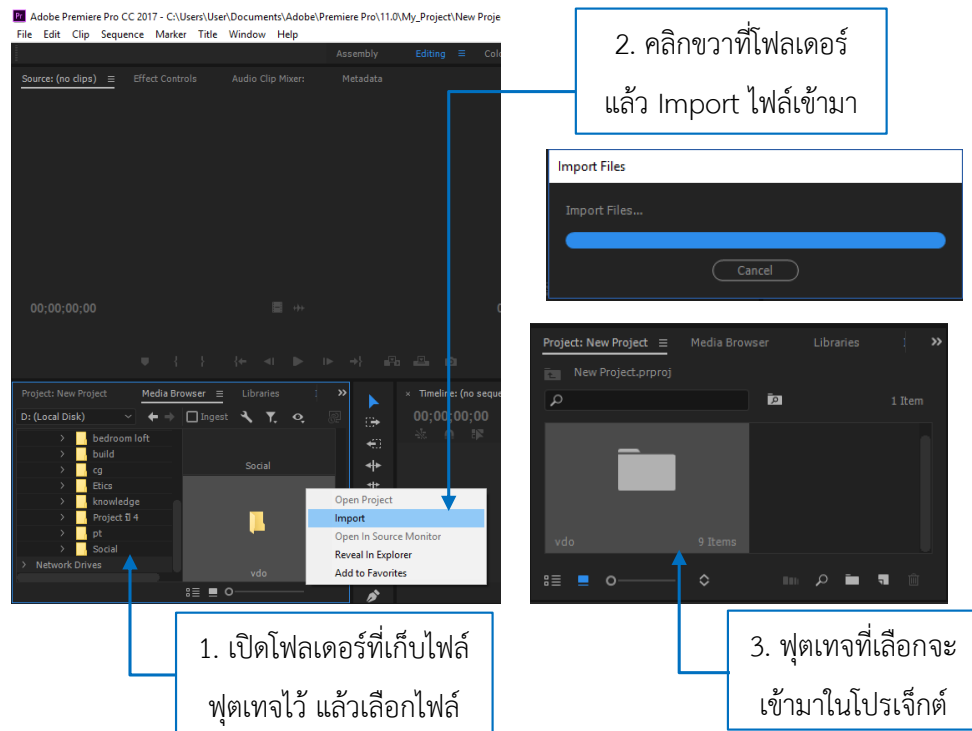 Adobe Premiere Pro CC 2017 - C:\Users\User\Documents\Adobe\Premiere Pro\11.0\My_Project\New Proje
File Edit Clip Sequence Marker Title Window Help
Assembly Editing Colo
Source: (no clips) Effect Controls Audio Clip Mixer: Metadata
00;00;00;00
Project: New Project Media Browser Libraries
D: (Local Disk) Ingest
bedroom loft
build
cg
Etics
knowledge
Project ปี 4
pt
Social
Network Drives
Social
vdo
Timeline: (no seque
00;00;00;00
Open Project
Import
Open In Source Monitor
Reveal In Explorer
Add to Favorites
2. คลิกขวาที่โฟลเดอร์
แล้ว Import ไฟล์เข้ามา
Import Files
Import Files...
Cancel
Project: New Project Media Browser Libraries
New Project.prproj
1 Item
vdo 9 Items
1. เปิดโฟลเดอร์ที่เก็บไฟล์
ฟุตเทจไว้ แล้วเลือกไฟล์
3. ฟุตเทจที่เลือกจะ
เข้ามาในโปรเจ็กต์